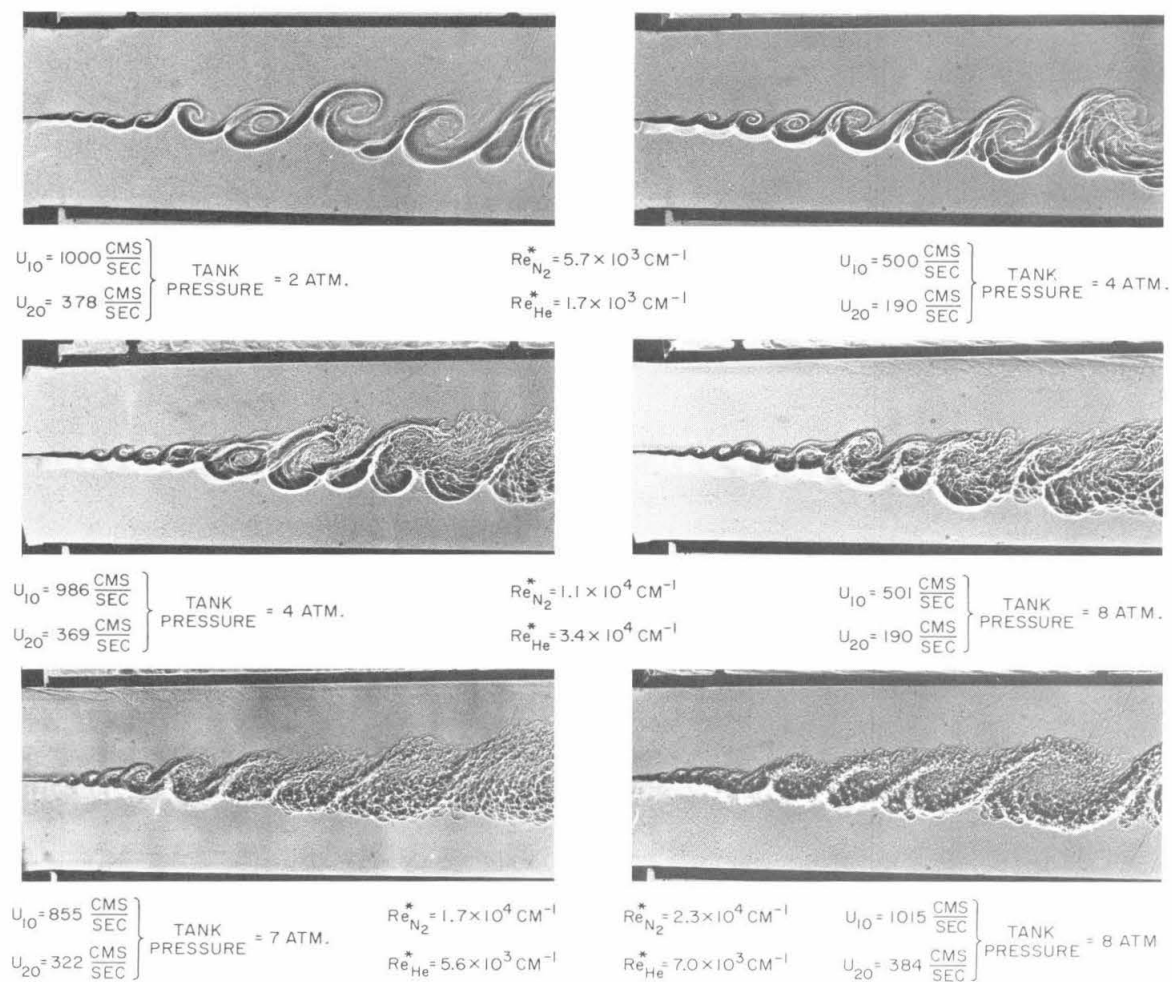 U10 = 1000 CMS/SEC
U20 = 378 CMS/SEC
TANK PRESSURE = 2 ATM.
Re*N2 = 5.7 × 10³ CM⁻¹
Re*He = 1.7 × 10³ CM⁻¹
U10 = 500 CMS/SEC
U20 = 190 CMS/SEC
TANK PRESSURE = 4 ATM.
U10 = 986 CMS/SEC
U20 = 369 CMS/SEC
TANK PRESSURE = 4 ATM.
Re*N2 = 1.1 × 10⁴ CM⁻¹
Re*He = 3.4 × 10⁴ CM⁻¹
U10 = 501 CMS/SEC
U20 = 190 CMS/SEC
TANK PRESSURE = 8 ATM.
U10 = 855 CMS/SEC
U20 = 322 CMS/SEC
TANK PRESSURE = 7 ATM.
Re*N2 = 1.7 × 10⁴ CM⁻¹
Re*He = 5.6 × 10³ CM⁻¹
Re*N2 = 2.3 × 10⁴ CM⁻¹
Re*He = 7.0 × 10³ CM⁻¹
U10 = 1015 CMS/SEC
U20 = 384 CMS/SEC
TANK PRESSURE = 8 ATM